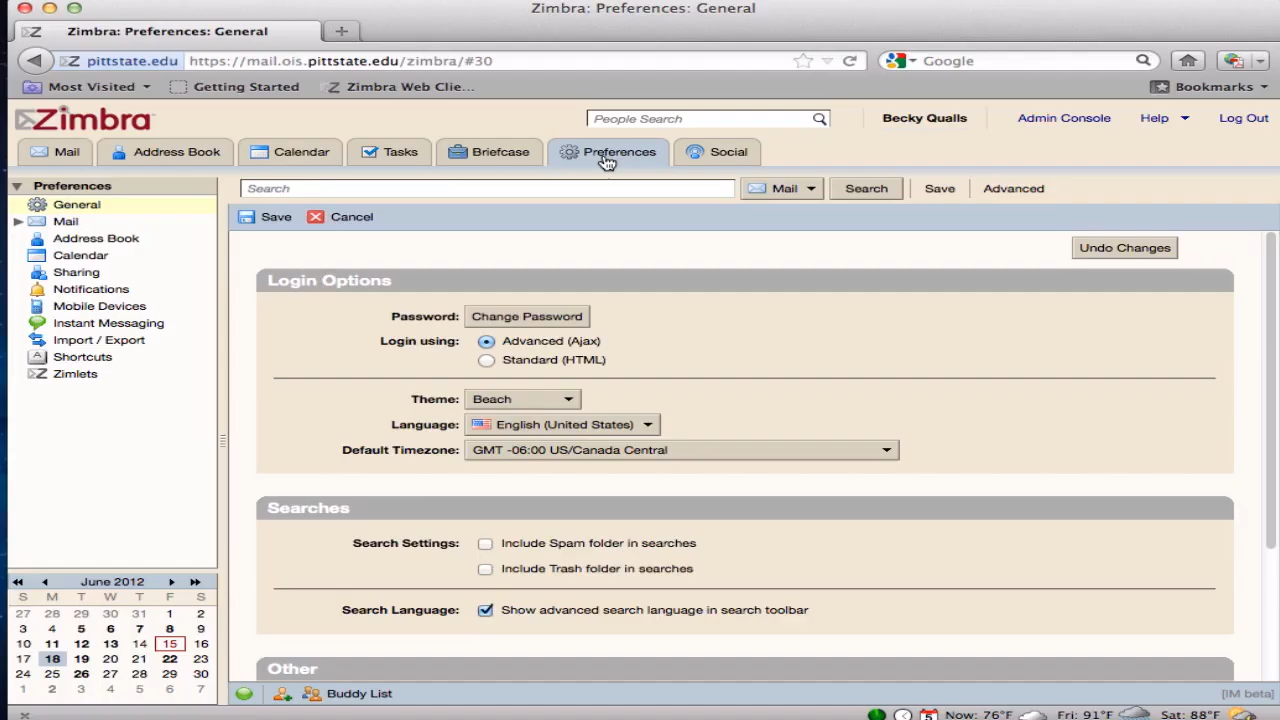 Zimbra: Preferences: General
Zimbra: Preferences: General
pittstate.edu https://mail.ois.pittstate.edu/zimbra/#30 Google
Most Visited Getting Started Zimbra Web Clie... Bookmarks
Zimbra People Search Becky Qualls Admin Console Help Log Out
Mail Address Book Calendar Tasks Briefcase Preferences Social
Preferences Search Mail Search Save Advanced
General
Save Cancel
Mail
Address Book
Calendar
Sharing
Notifications
Mobile Devices
Instant Messaging
Import / Export
Shortcuts
Zimlets
Undo Changes
Login Options
Password: Change Password
Login using: Advanced (Ajax)
Standard (HTML)
Theme: Beach
Language: English (United States)
Default Timezone: GMT -06:00 US/Canada Central
Searches
Search Settings: Include Spam folder in searches
Include Trash folder in searches
Search Language: Show advanced search language in search toolbar
Other
June 2012
S M T W T F S
27 28 29 30 31 1 2
3 4 5 6 7 8 9
10 11 12 13 14 15 16
17 18 19 20 21 22 23
24 25 26 27 28 29 30
1 2 3 4 5 6 7
Buddy List [IM beta]
5 Now: 76°F Fri: 91°F Sat: 88°F